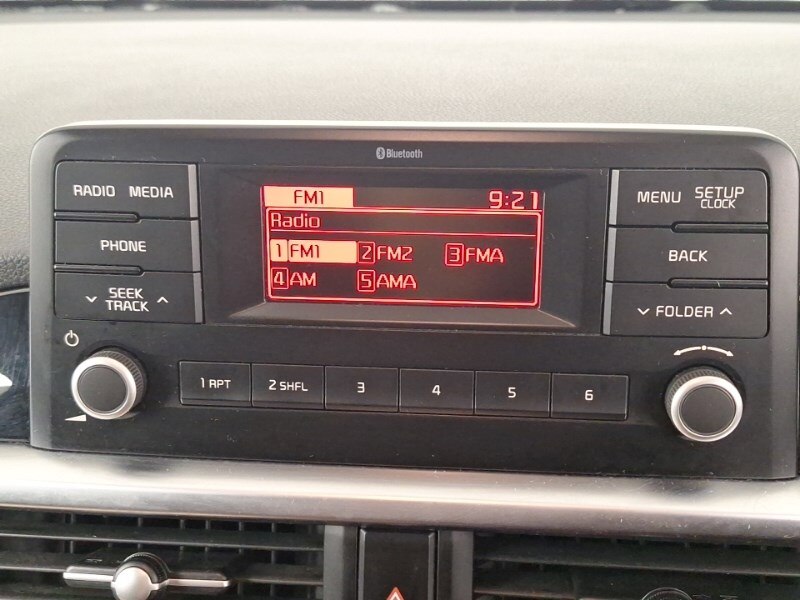 Bluetooth
RADIO MEDIA
PHONE
SEEK
TRACK
FM1 9:21
Radio
1 FM1 2 FM2 3 FMA
4 AM 5 AMA
MENU SETUP
CLOCK
BACK
FOLDER
1 RPT 2 SHFL 3 4 5 6